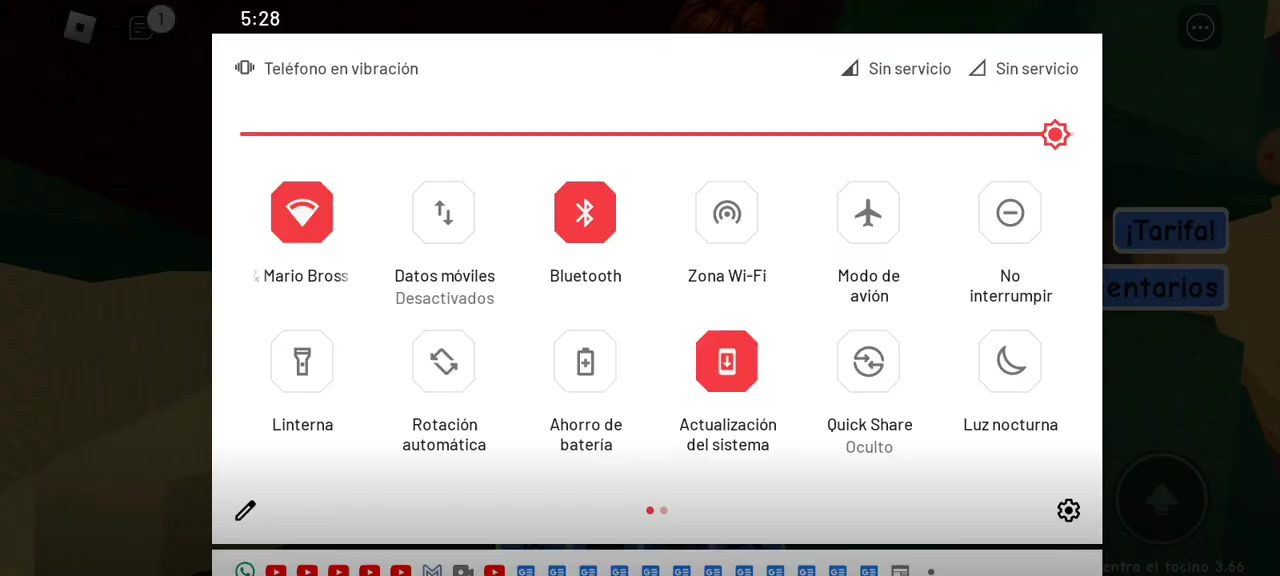 1
5:28
Teléfono en vibración
Sin servicio
Sin servicio
¡Tarifa!
& Mario Bross
Datos móviles
Desactivados
Bluetooth
Zona Wi-Fi
Modo de
avión
No
interrumpir
entarios
Linterna
Rotación
automática
Ahorro de
batería
Actualización
del sistema
Quick Share
Oculto
Luz nocturna
entra el tocino 3.66